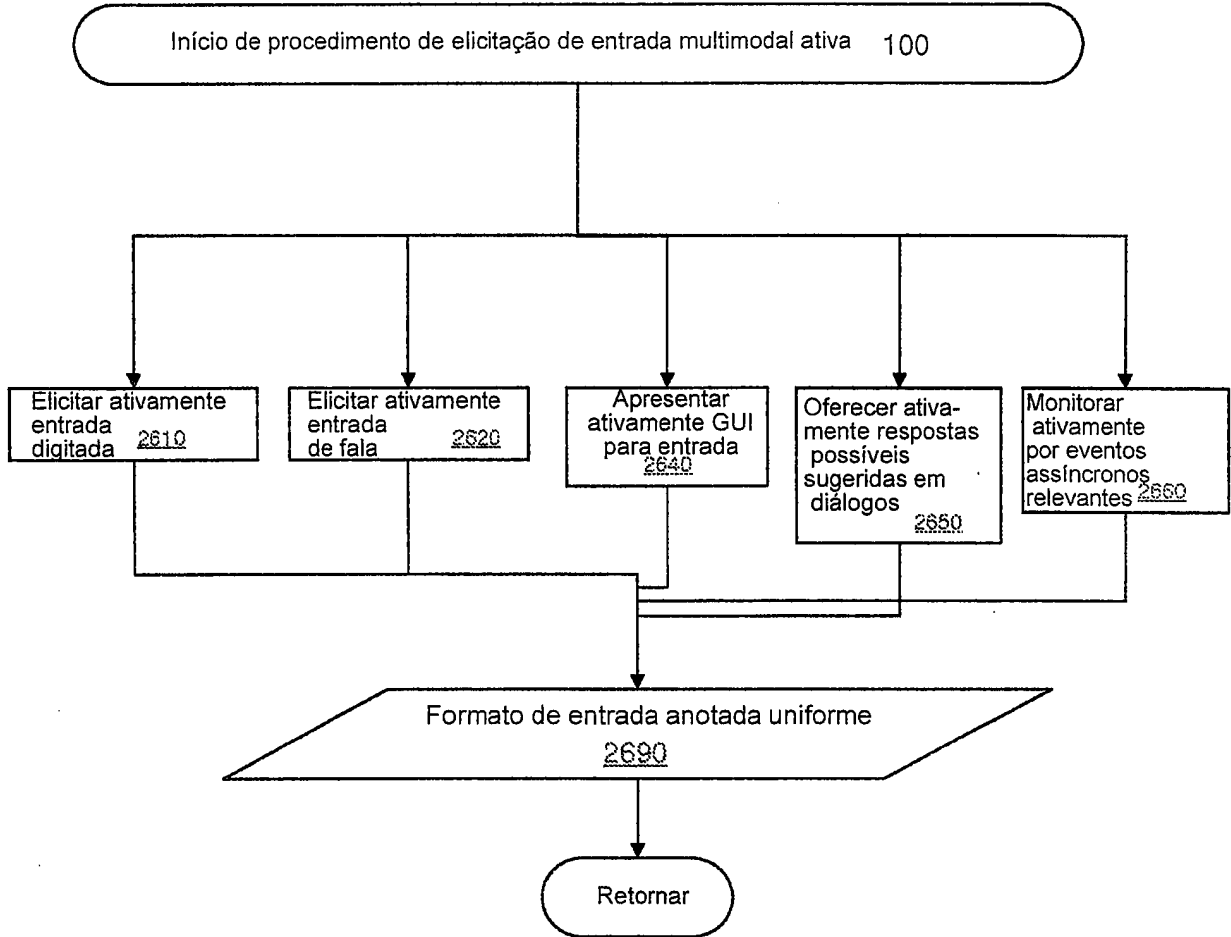 Início de procedimento de elicitação de entrada multimodal ativa 100
Elicitar ativamente
entrada
digitada 2610
Elicitar ativamente
entrada
de fala 2620
Apresentar
ativamente GUI
para entrada
2640
Oferecer ativa-
mente respostas
possíveis
sugeridas em
diálogos
2650
Monitorar
ativamente
por eventos
assíncronos
relevantes 2660
Formato de entrada anotada uniforme
2690
Retornar